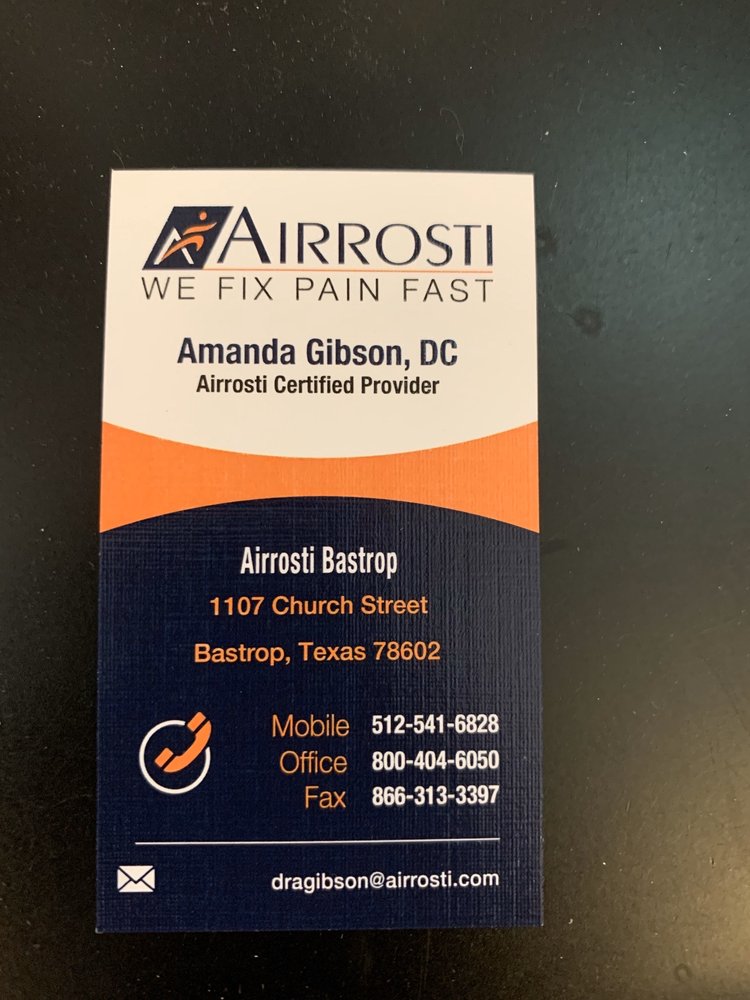 AIRROSTI
WE FIX PAIN FAST
Amanda Gibson, DC
Airrosti Certified Provider
Airrosti Bastrop
1107 Church Street
Bastrop, Texas 78602
Mobile 512-541-6828
Office 800-404-6050
Fax 866-313-3397
dragibson@airrosti.com